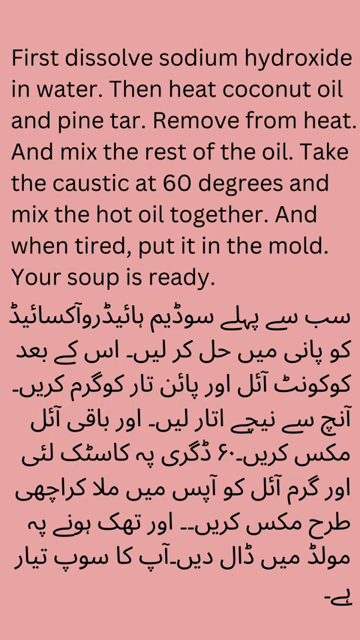 First dissolve sodium hydroxide
in water. Then heat coconut oil
and pine tar. Remove from heat.
And mix the rest of the oil. Take
the caustic at 60 degrees and
mix the hot oil together. And
when tired, put it in the mold.
Your soup is ready.
سب سے پہلے سوڈیم ہائیڈروآکسائیڈ
کو پانی میں حل کر لیں۔ اس کے بعد
کوکونٹ آئل اور پائن تار کوگرم کریں۔
آنچ سے نیچے اتار لیں۔ اور باقی آئل
مکس کریں۔۶۰ ڈگری پہ کاسٹک لئی
اور گرم آئل کو آپس میں ملا کراچھی
طرح مکس کریں۔۔ اور تھک ہونے پہ
مولڈ میں ڈال دیں۔آپ کا سوپ تیار
ہے۔